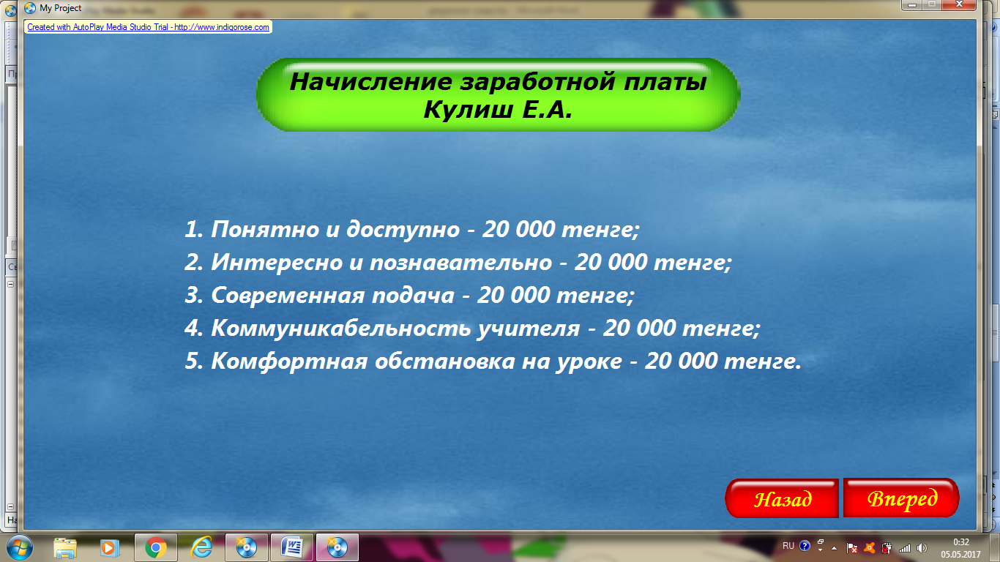 My Project
Created with AutoPlay Media Studio Trial - http://www.indigorose.com
Начисление заработной платы
Кулиш Е.А.
1. Понятно и доступно - 20 000 тенге;
2. Интересно и познавательно - 20 000 тенге;
3. Современная подача - 20 000 тенге;
4. Коммуникабельность учителя - 20 000 тенге;
5. Комфортная обстановка на уроке - 20 000 тенге.
Назад
Вперед
RU
0:32
05.05.2017